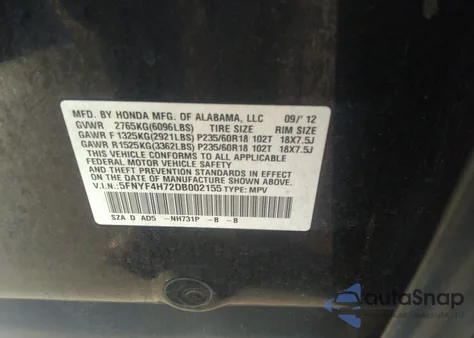 MFD. BY HONDA MFG. OF ALABAMA, LLC 09/'12
GVWR 2765KG(6096LBS) TIRE SIZE RIM SIZE
GAWR F 1325KG(2921LBS) P235/60R18 102T 18X7.5J
GAWR R1525KG(3362LBS) P235/60R18 102T 18X7.5J
THIS VEHICLE CONFORMS TO ALL APPLICABLE
FEDERAL MOTOR VEHICLE SAFETY AND THEFT
PREVENTION STANDARDS IN EFFECT ON THE
DATE OF MANUFACTURE SHOWN ABOVE.
V.I.N.:5FNYF4H72DB002155 TYPE: MPV
SZA D AD5 -NH731P -B -B
autaSnap